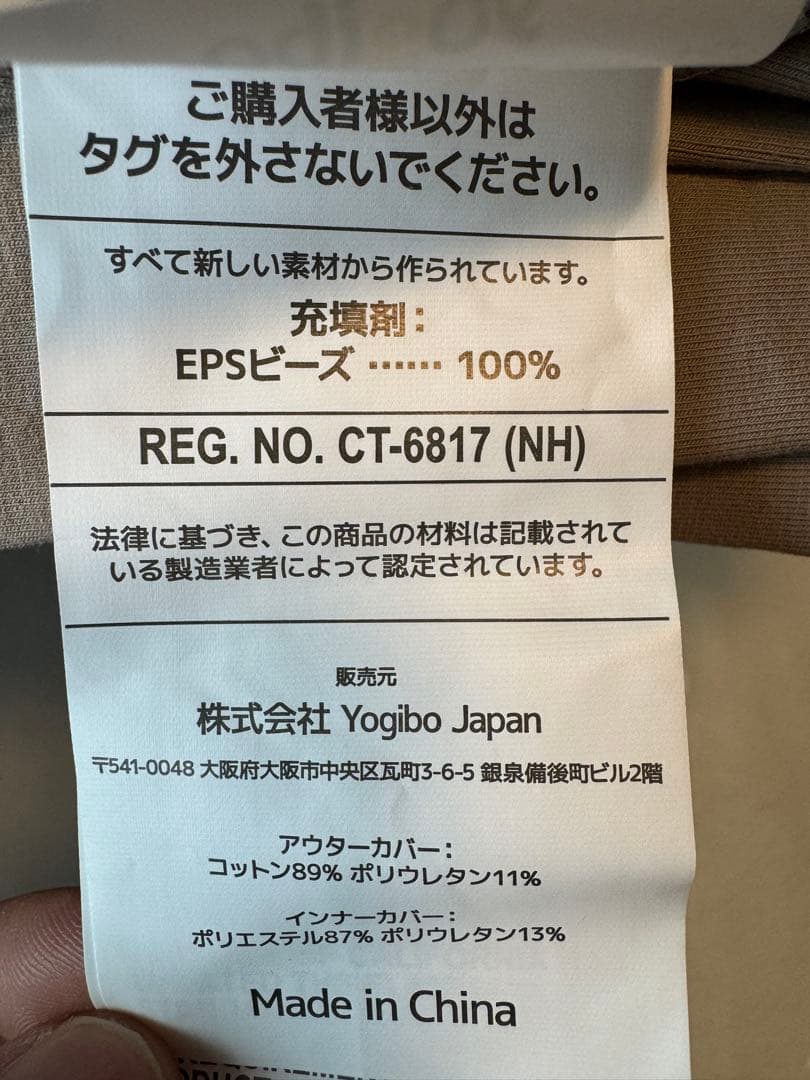 ご購入者様以外は
タグを外さないでください。
すべて新しい素材から作られています。
充填剤：
EPSビーズ …… 100%
REG. NO. CT-6817 (NH)
法律に基づき、この商品の材料は記載されて
いる製造業者によって認定されています。
販売元
株式会社 Yogibo Japan
〒541-0048 大阪府大阪市中央区瓦町3-6-5 銀泉備後町ビル2階
アウターカバー：
コットン89% ポリウレタン11%
インナーカバー：
ポリエステル87% ポリウレタン13%
Made in China